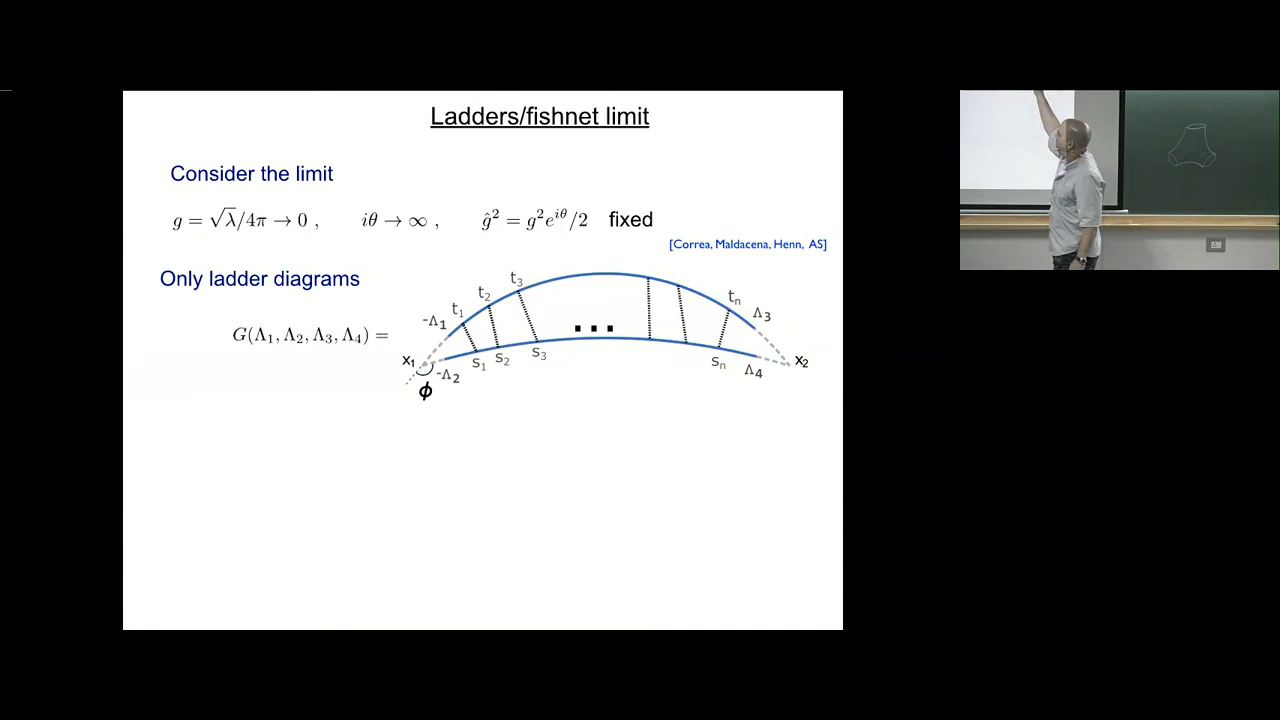 Ladders/fishnet limit
Consider the limit
g = √λ/4π → 0 , iθ → ∞ , ĝ² = g²e^{iθ}/2 fixed
[Correa, Maldacena, Henn, AS]
Only ladder diagrams
G(Λ₁, Λ₂, Λ₃, Λ₄) =
-Λ₁ t₁ t₂ t₃ tₙ Λ₃
x₁ -Λ₂ s₁ s₂ s₃ ... sₙ Λ₄ x₂
ϕ